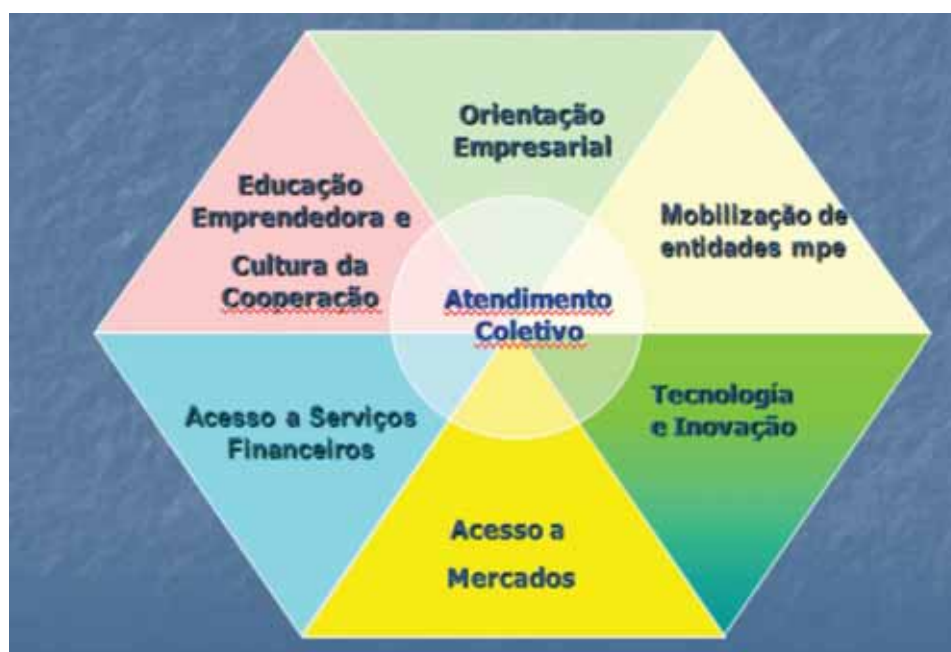 Orientação
Empresarial
Educação
Emprendedora e
Cultura da
Cooperação
Mobilização de
entidades mpe
Atendimento
Coletivo
Acesso a Serviços
Financeiros
Tecnologia
e Inovação
Acesso a
Mercados